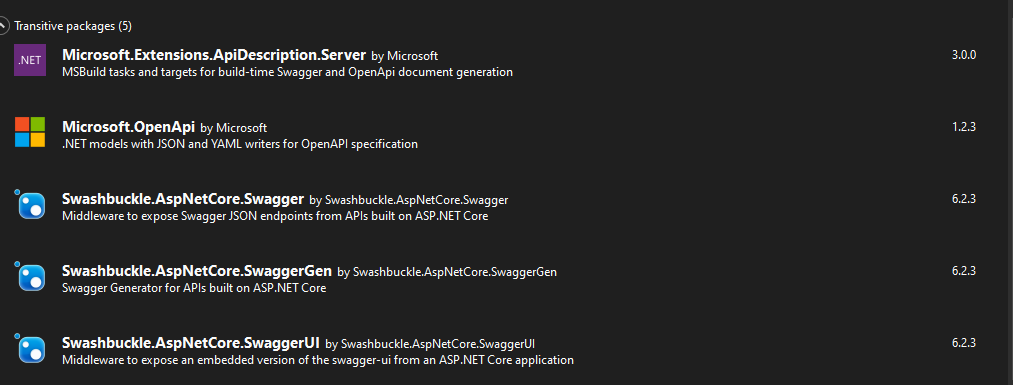 Transitive packages (5)
.NET
Microsoft.Extensions.ApiDescription.Server by Microsoft 3.0.0
MSBuild tasks and targets for build-time Swagger and OpenApi document generation
Microsoft.OpenApi by Microsoft 1.2.3
.NET models with JSON and YAML writers for OpenAPI specification
Swashbuckle.AspNetCore.Swagger by Swashbuckle.AspNetCore.Swagger 6.2.3
Middleware to expose Swagger JSON endpoints from APIs built on ASP.NET Core
Swashbuckle.AspNetCore.SwaggerGen by Swashbuckle.AspNetCore.SwaggerGen 6.2.3
Swagger Generator for APIs built on ASP.NET Core
Swashbuckle.AspNetCore.SwaggerUI by Swashbuckle.AspNetCore.SwaggerUI 6.2.3
Middleware to expose an embedded version of the swagger-ui from an ASP.NET Core application